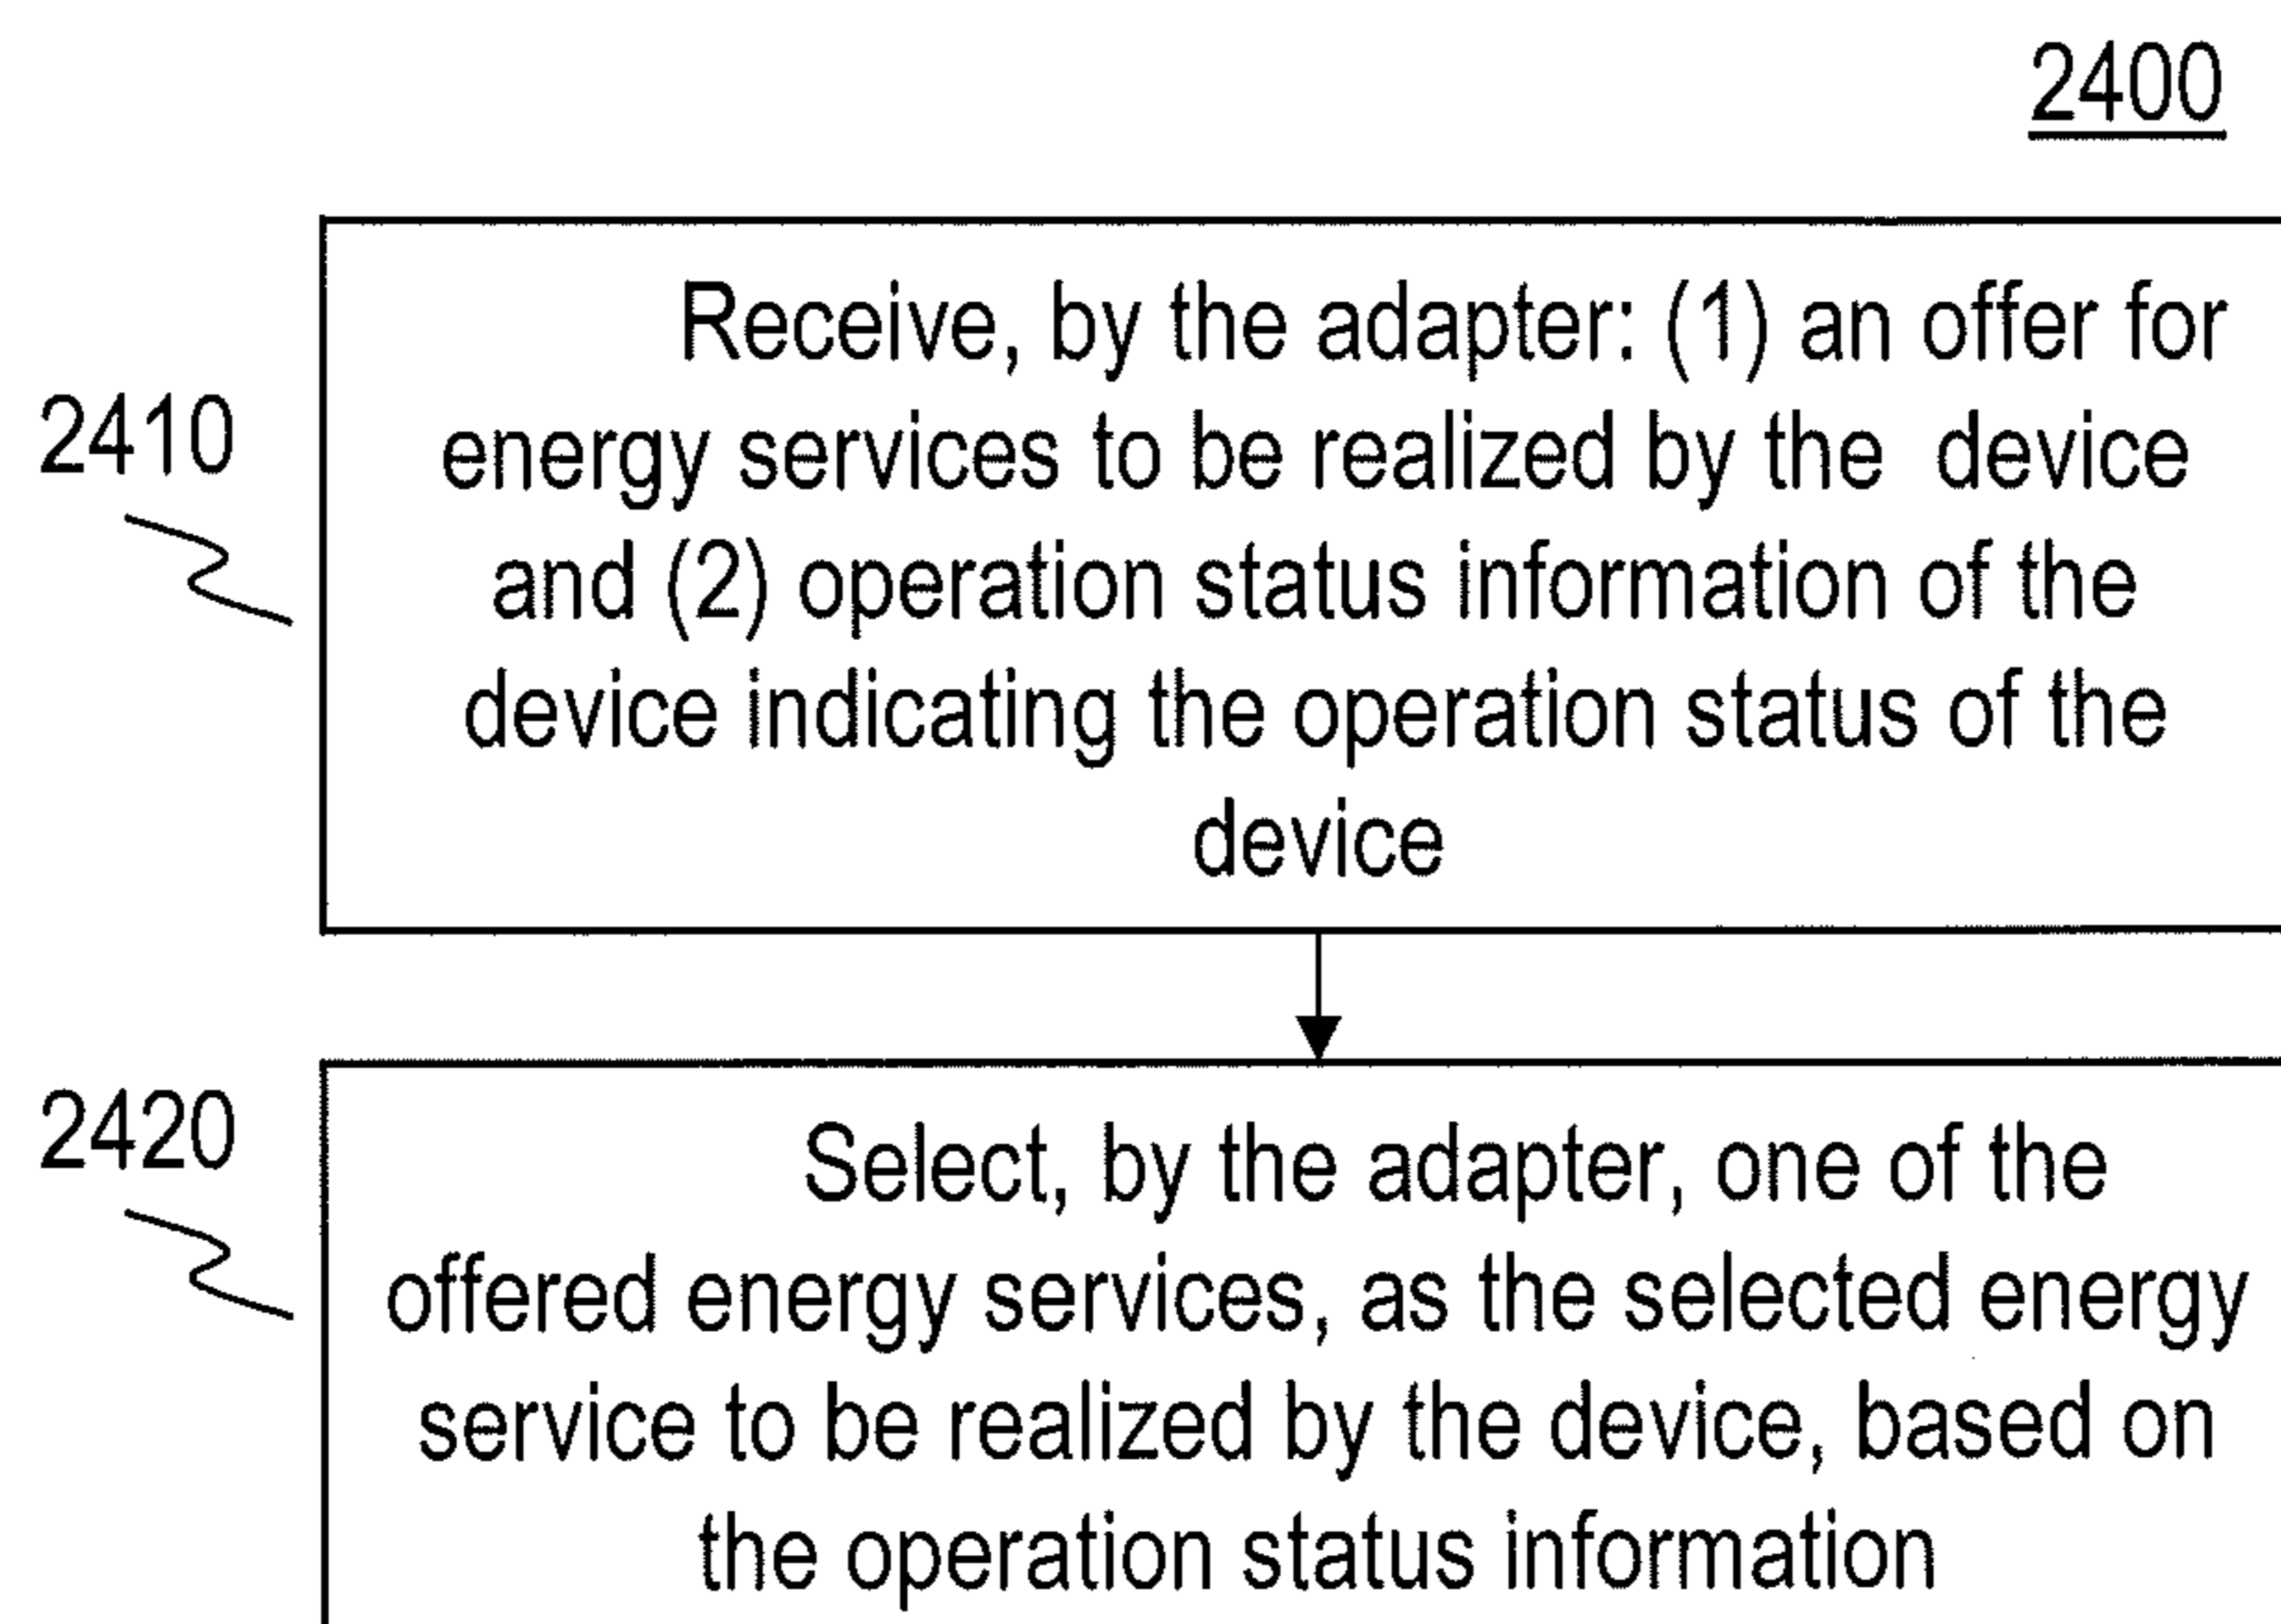 2400
2410
Receive, by the adapter: (1) an offer for
energy services to be realized by the device
and (2) operation status information of the
device indicating the operation status of the
device
2420
Select, by the adapter, one of the
offered energy services, as the selected energy
service to be realized by the device, based on
the operation status information